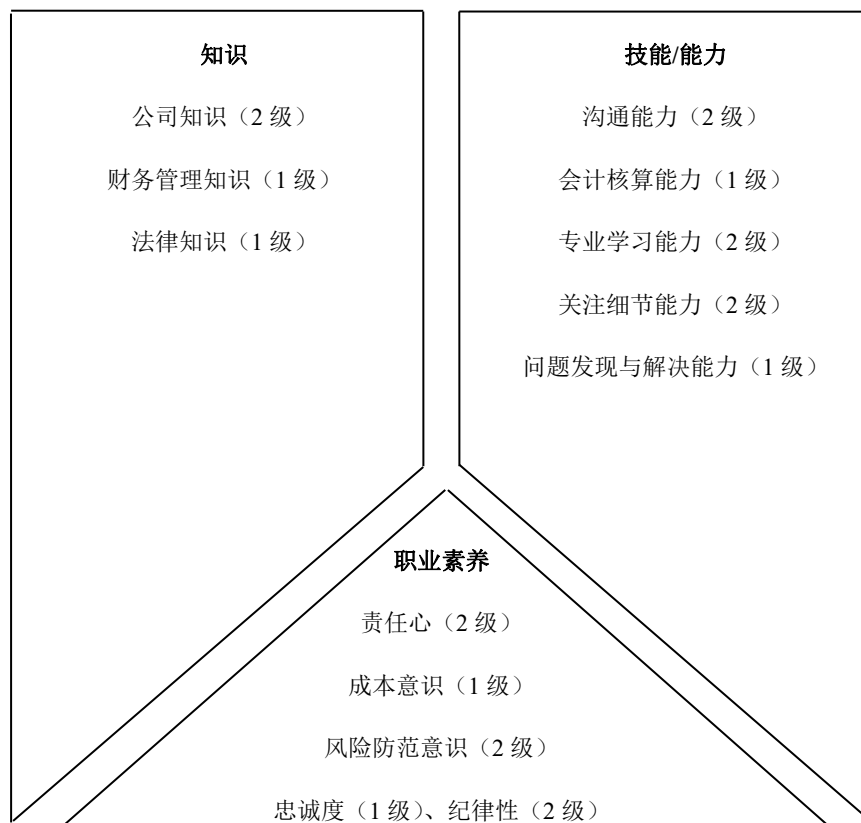 知识
公司知识（2 级）
财务管理知识（1 级）
法律知识（1 级）
技能/能力
沟通能力（2 级）
会计核算能力（1 级）
专业学习能力（2 级）
关注细节能力（2 级）
问题发现与解决能力（1 级）
职业素养
责任心（2 级）
成本意识（1 级）
风险防范意识（2 级）
忠诚度（1 级）、纪律性（2 级）